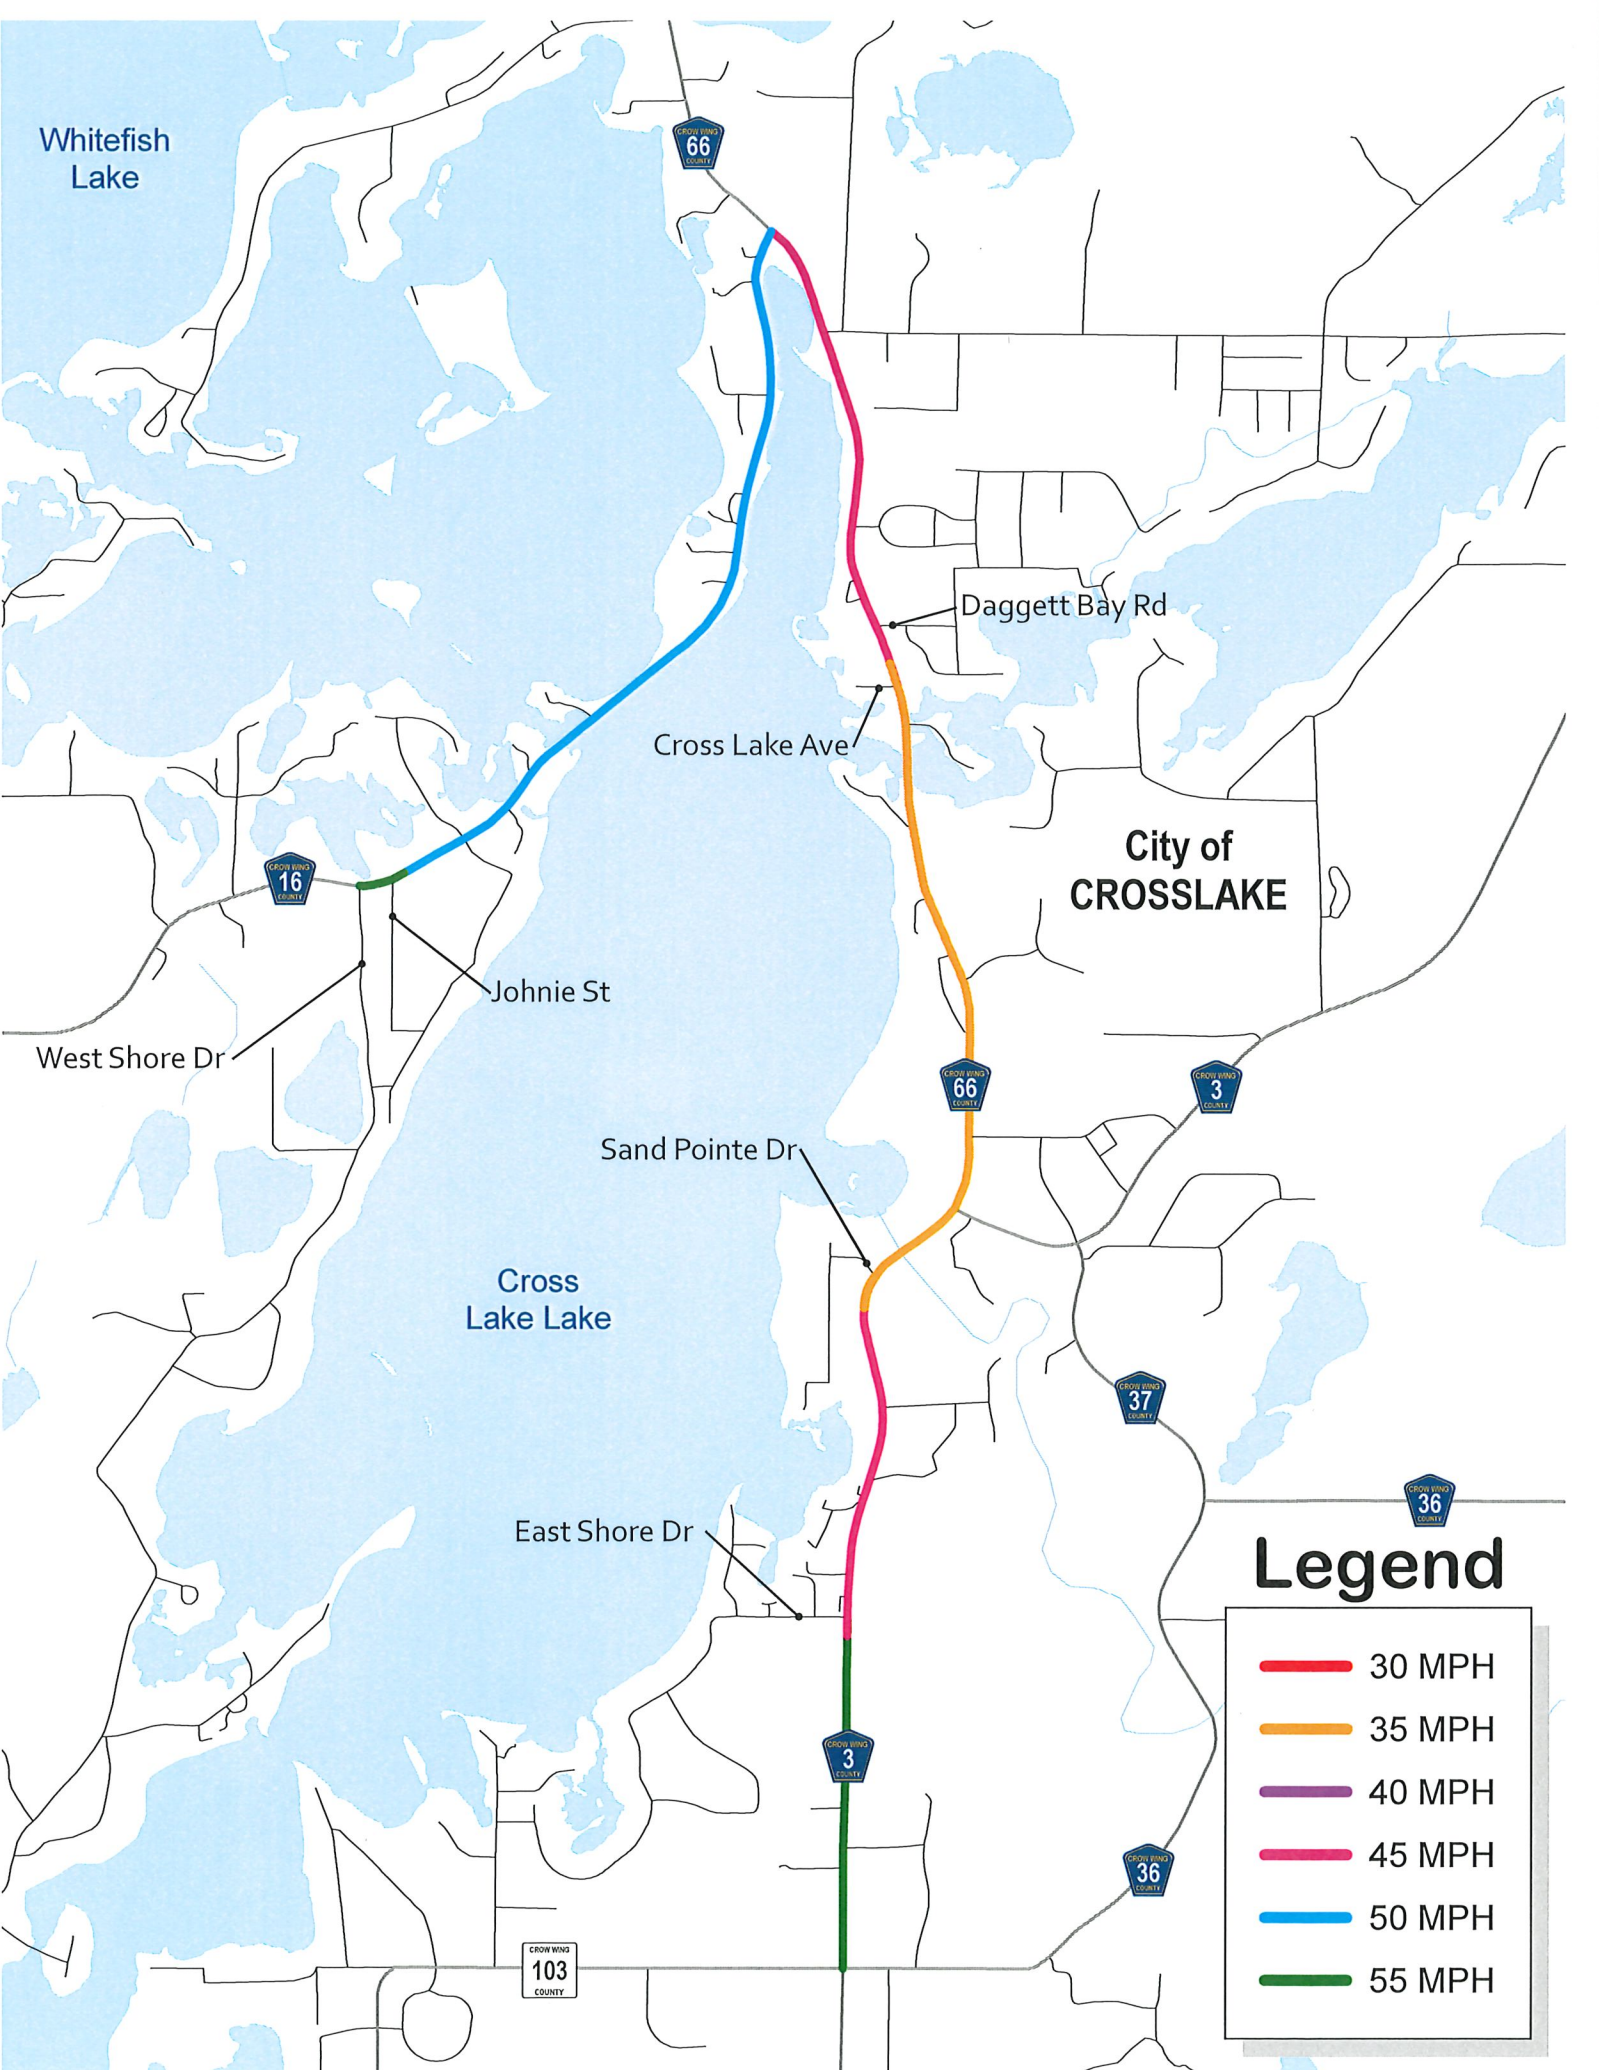 CROW WING
66
COUNTY
Whitefish
Lake
Daggett Bay Rd
Cross Lake Ave
City of
CROSSLAKE
CROW WING
16
COUNTY
Johnie St
West Shore Dr
CROW WING
66
COUNTY
CROW WING
3
COUNTY
Sand Pointe Dr
Cross
Lake Lake
CROW WING
37
COUNTY
CROW WING
36
COUNTY
East Shore Dr
Legend
30 MPH
35 MPH
40 MPH
45 MPH
50 MPH
55 MPH
CROW WING
3
COUNTY
CROW WING
36
COUNTY
CROW WING
103
COUNTY